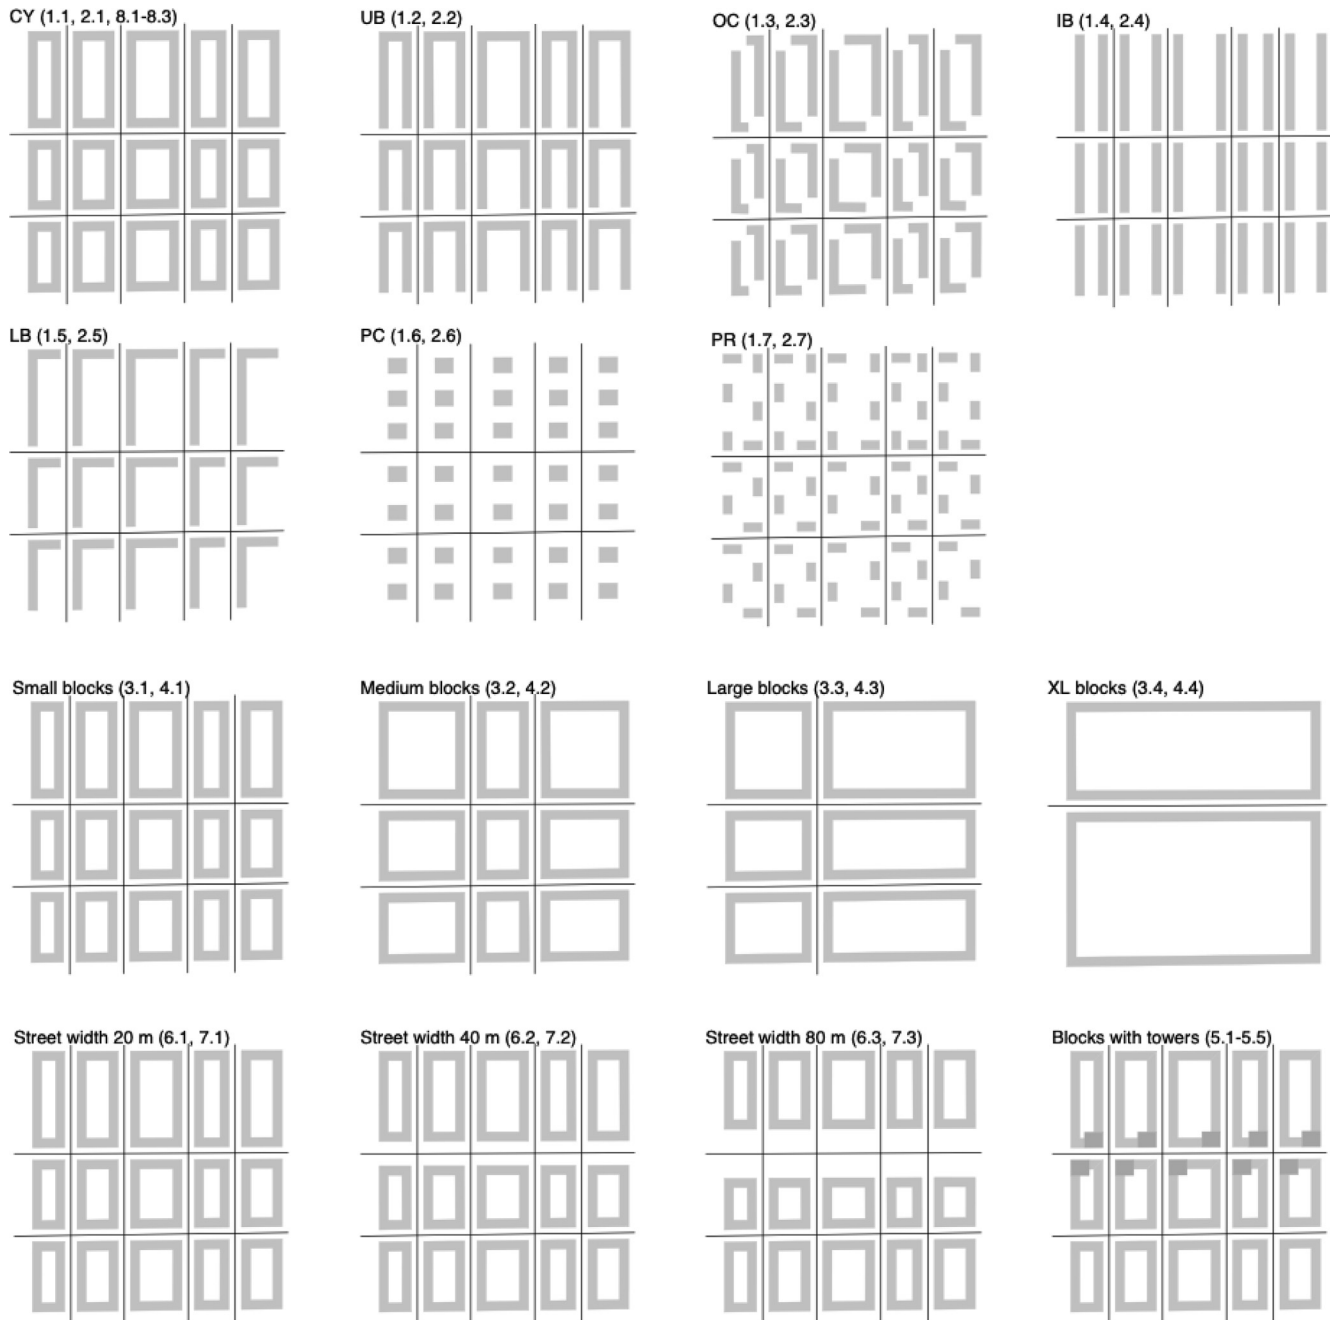 CY (1.1, 2.1, 8.1-8.3)
UB (1.2, 2.2)
OC (1.3, 2.3)
IB (1.4, 2.4)
LB (1.5, 2.5)
PC (1.6, 2.6)
PR (1.7, 2.7)
Small blocks (3.1, 4.1)
Medium blocks (3.2, 4.2)
Large blocks (3.3, 4.3)
XL blocks (3.4, 4.4)
Street width 20 m (6.1, 7.1)
Street width 40 m (6.2, 7.2)
Street width 80 m (6.3, 7.3)
Blocks with towers (5.1-5.5)